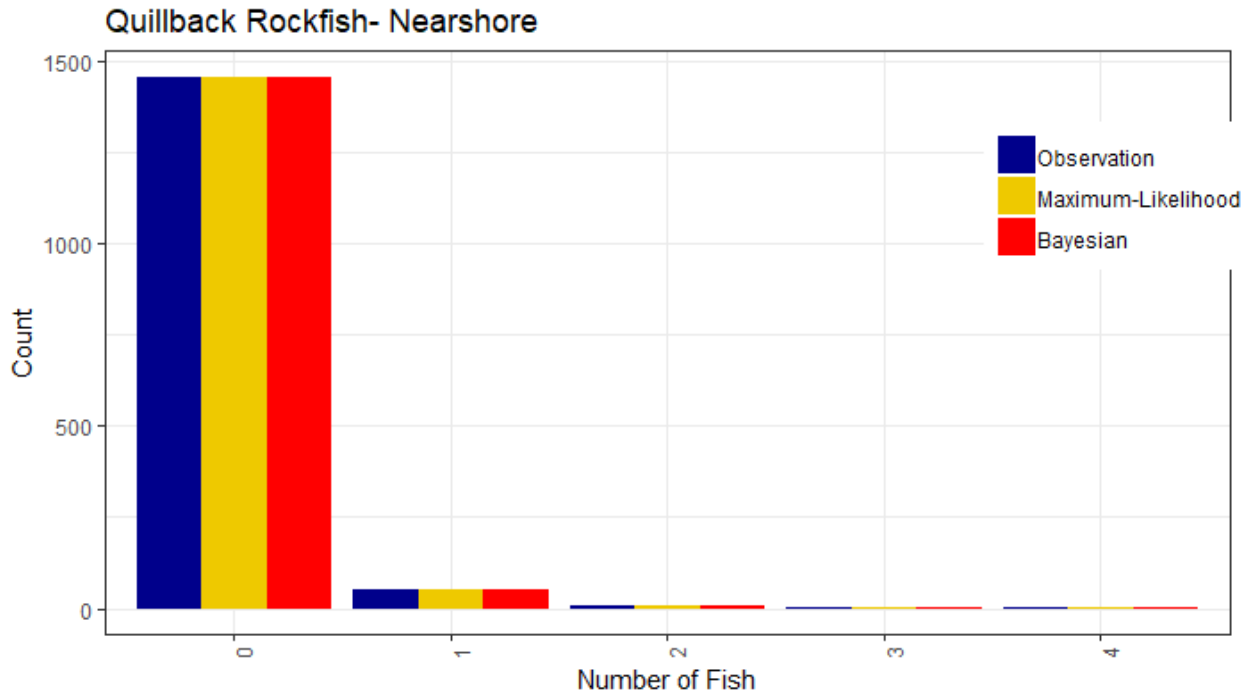 Quillback Rockfish- Nearshore
1500
1000
500
0
Count
Observation
Maximum-Likelihood
Bayesian
0
1
2
3
4
Number of Fish